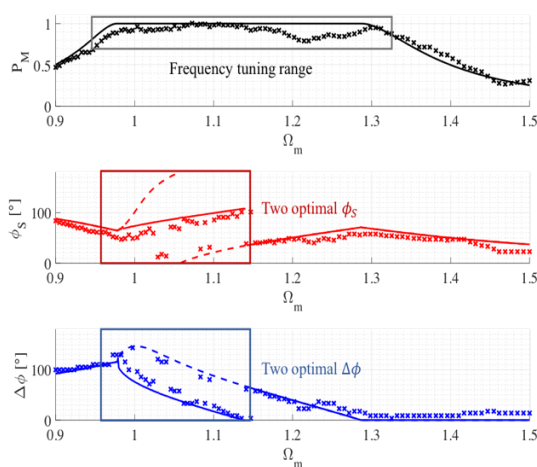 1
P_M
0.5
Frequency tuning range
0
0.9 1 1.1 1.2 1.3 1.4 1.5
Ω_m
ϕ_S [°]
100
Two optimal ϕ_S
0
0.9 1 1.1 1.2 1.3 1.4 1.5
Ω_m
Δϕ [°]
100
Two optimal Δϕ
0
0.9 1 1.1 1.2 1.3 1.4 1.5
Ω_m